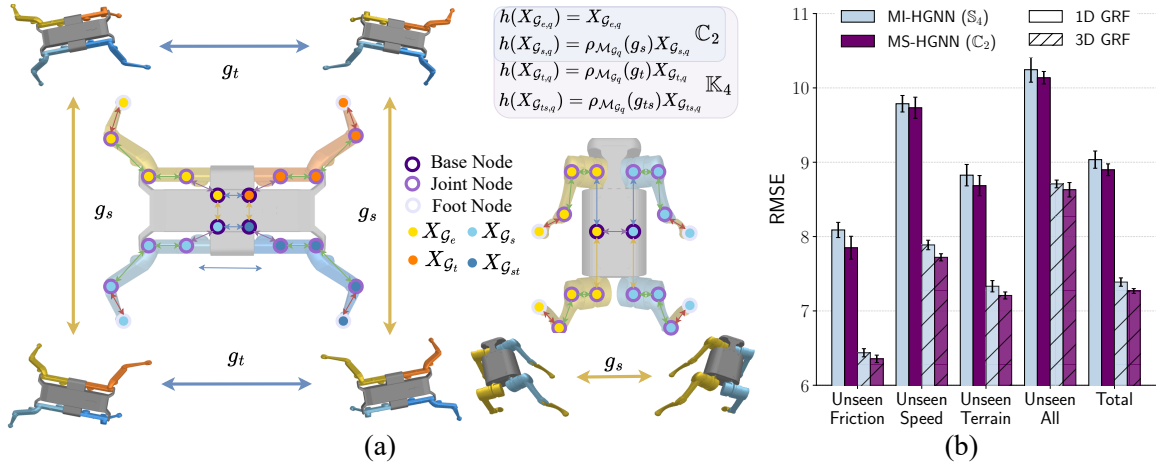 g_t
g_s
g_s
g_t
h(X_{𝒢_{e,q}}) = X_{𝒢_{e,q}}
h(X_{𝒢_{s,q}}) = ρ_{ℳ_{𝒢_q}}(g_s)X_{𝒢_{s,q}}
ℂ₂
h(X_{𝒢_{t,q}}) = ρ_{ℳ_{𝒢_q}}(g_t)X_{𝒢_{t,q}}
h(X_{𝒢_{ts,q}}) = ρ_{ℳ_{𝒢_q}}(g_{ts})X_{𝒢_{ts,q}}
𝕂₄
Base Node
Joint Node
Foot Node
X_{𝒢_e} X_{𝒢_s}
X_{𝒢_t} X_{𝒢_{st}}
g_s
(a)
MI-HGNN (𝕊₄)
MS-HGNN (ℂ₂)
1D GRF
3D GRF
RMSE
11
10
9
8
7
6
Unseen Friction
Unseen Speed
Unseen Terrain
Unseen All
Total
(b)